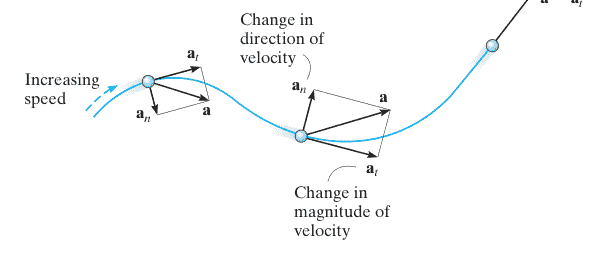 Change in
direction of
velocity
Increasing
speed
a_t
a_n
a
a_n
a
a_t
Change in
magnitude of
velocity